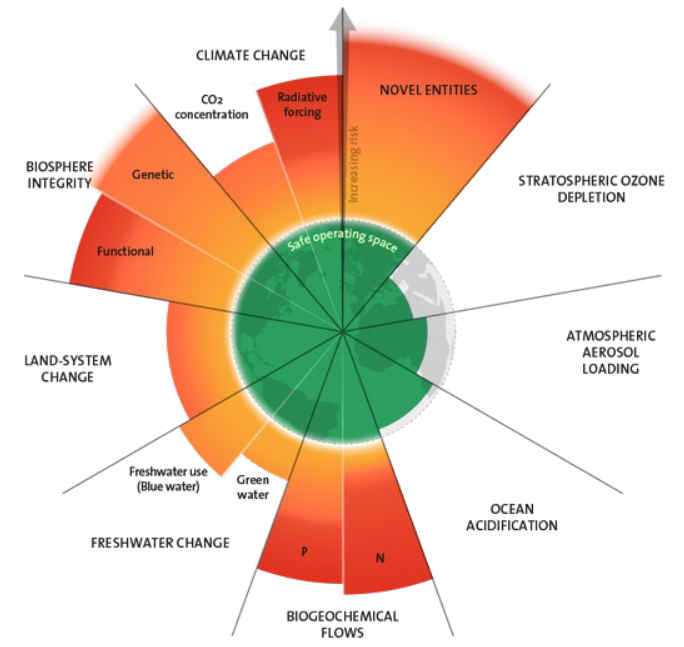 CLIMATE CHANGE
CO2
concentration
Radiative
forcing
NOVEL ENTITIES
Increasing risk
BIOSPHERE
INTEGRITY
Genetic
Functional
STRATOSPHERIC OZONE
DEPLETION
Safe operating space
ATMOSPHERIC
AEROSOL
LOADING
LAND-SYSTEM
CHANGE
Freshwater use
(Blue water)
Green
water
FRESHWATER CHANGE
P
N
OCEAN
ACIDIFICATION
BIOGEOCHEMICAL
FLOWS